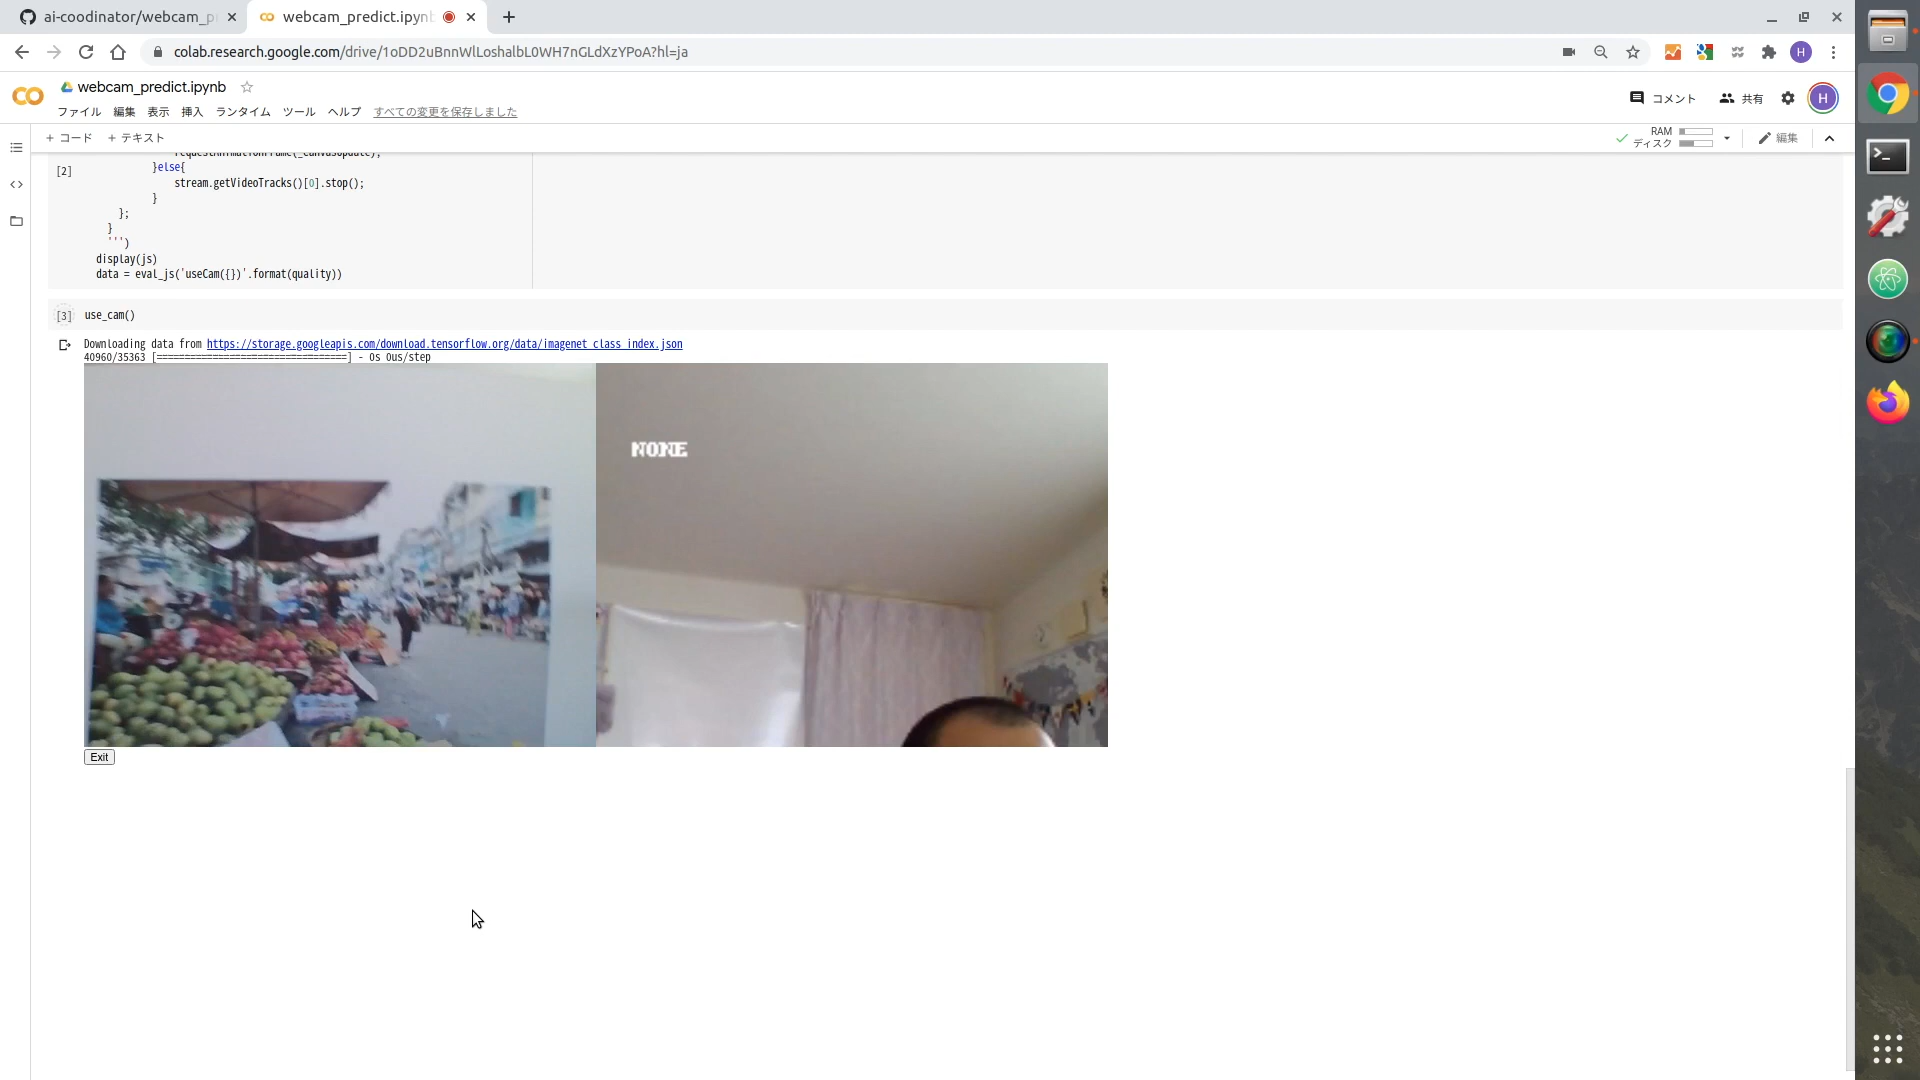 ai-coodinator/webcam_p
webcam_predict.ipyn
colab.research.google.com/drive/1oDD2uBnnWlLoshalbL0WH7nGLdXzYPoA?hl=ja
H
webcam_predict.ipynb
ファイル 編集 表示 挿入 ランタイム ツール ヘルプ すべての変更を保存しました
コメント 共有 H
+ コード + テキスト
RAM
ディスク
編集
requestAnimationFrame(_canvasUpdate);
[2] }else{
stream.getVideoTracks()[0].stop();
}
};
}
''')
display(js)
data = eval_js('useCam({})'.format(quality))
[3] use_cam()
Downloading data from https://storage.googleapis.com/download.tensorflow.org/data/imagenet_class_index.json
40960/35363 [=================================] - 0s 0us/step
NONE
Exit